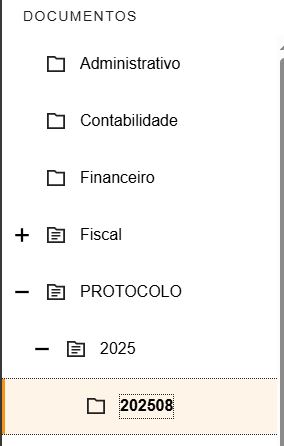 DOCUMENTOS
Administrativo
Contabilidade
Financeiro
Fiscal
PROTOCOLO
2025
202508